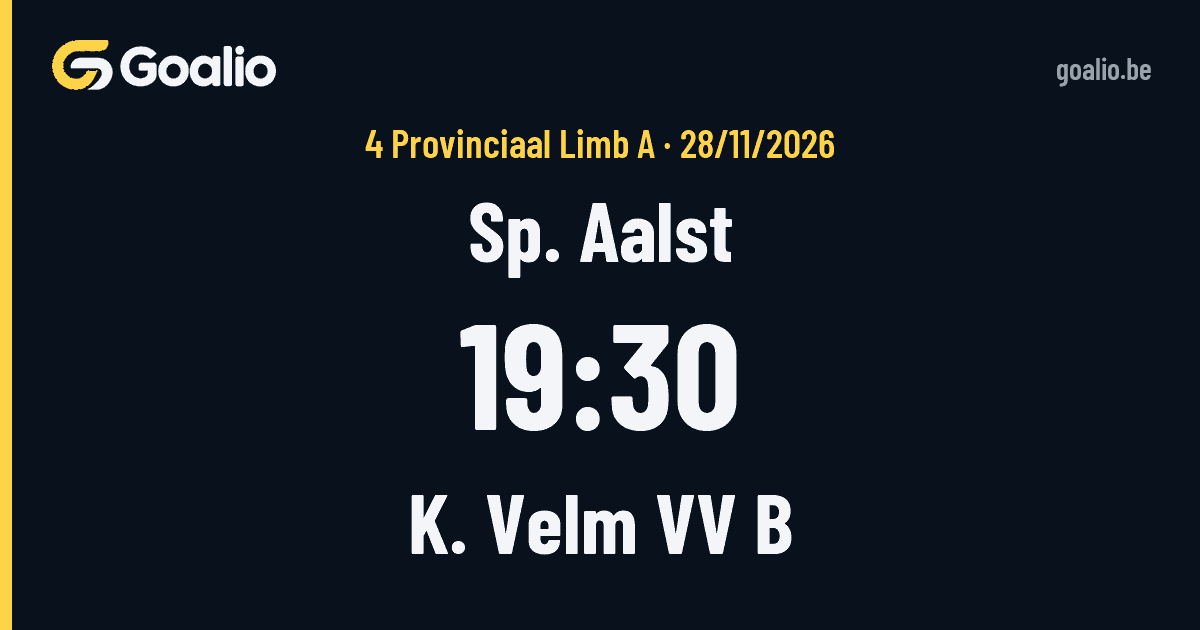 Goalio
goalio.be
4 Provinciaal Limb A · 28/11/2026
Sp. Aalst
19:30
K. Velm VV B